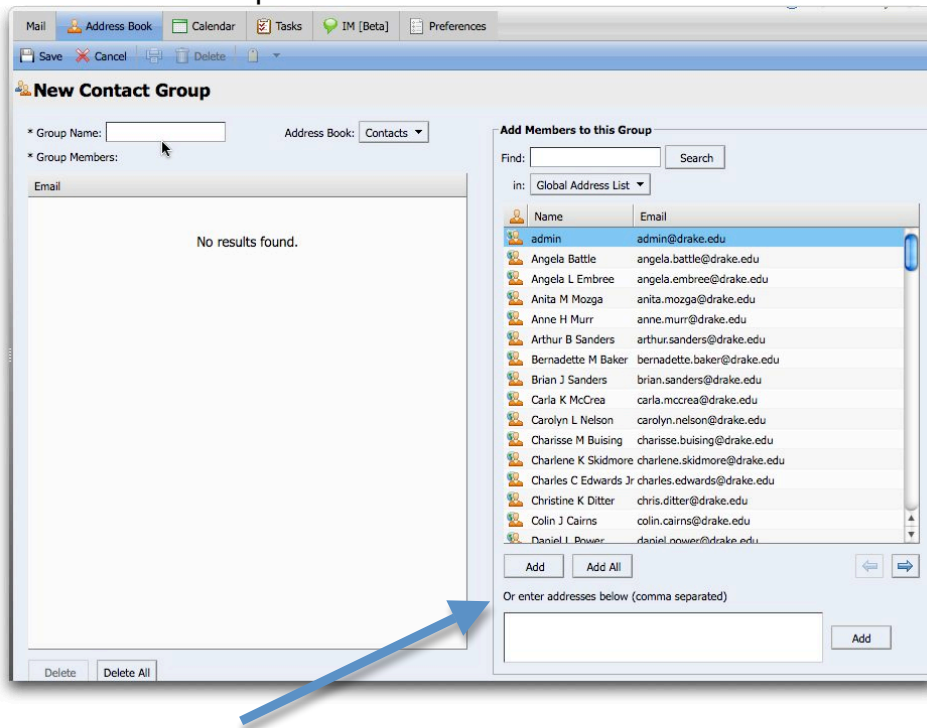 Mail Address Book Calendar Tasks IM [Beta] Preferences
Save Cancel Delete
New Contact Group
* Group Name: Address Book: Contacts
* Group Members:
Email
No results found.
Delete Delete All
Add Members to this Group
Find: Search
in: Global Address List
Name Email
admin admin@drake.edu
Angela Battle angela.battle@drake.edu
Angela L Embree angela.embree@drake.edu
Anita M Mozga anita.mozga@drake.edu
Anne H Murr anne.murr@drake.edu
Arthur B Sanders arthur.sanders@drake.edu
Bernadette M Baker bernadette.baker@drake.edu
Brian J Sanders brian.sanders@drake.edu
Carla K McCrea carla.mccrea@drake.edu
Carolyn L Nelson carolyn.nelson@drake.edu
Charisse M Buising charisse.buising@drake.edu
Charlene K Skidmore charlene.skidmore@drake.edu
Charles C Edwards Jr charles.edwards@drake.edu
Christine K Ditter chris.ditter@drake.edu
Colin J Cairns colin.cairns@drake.edu
Daniel L Power daniel.power@drake.edu
Add Add All
Or enter addresses below (comma separated)
Add